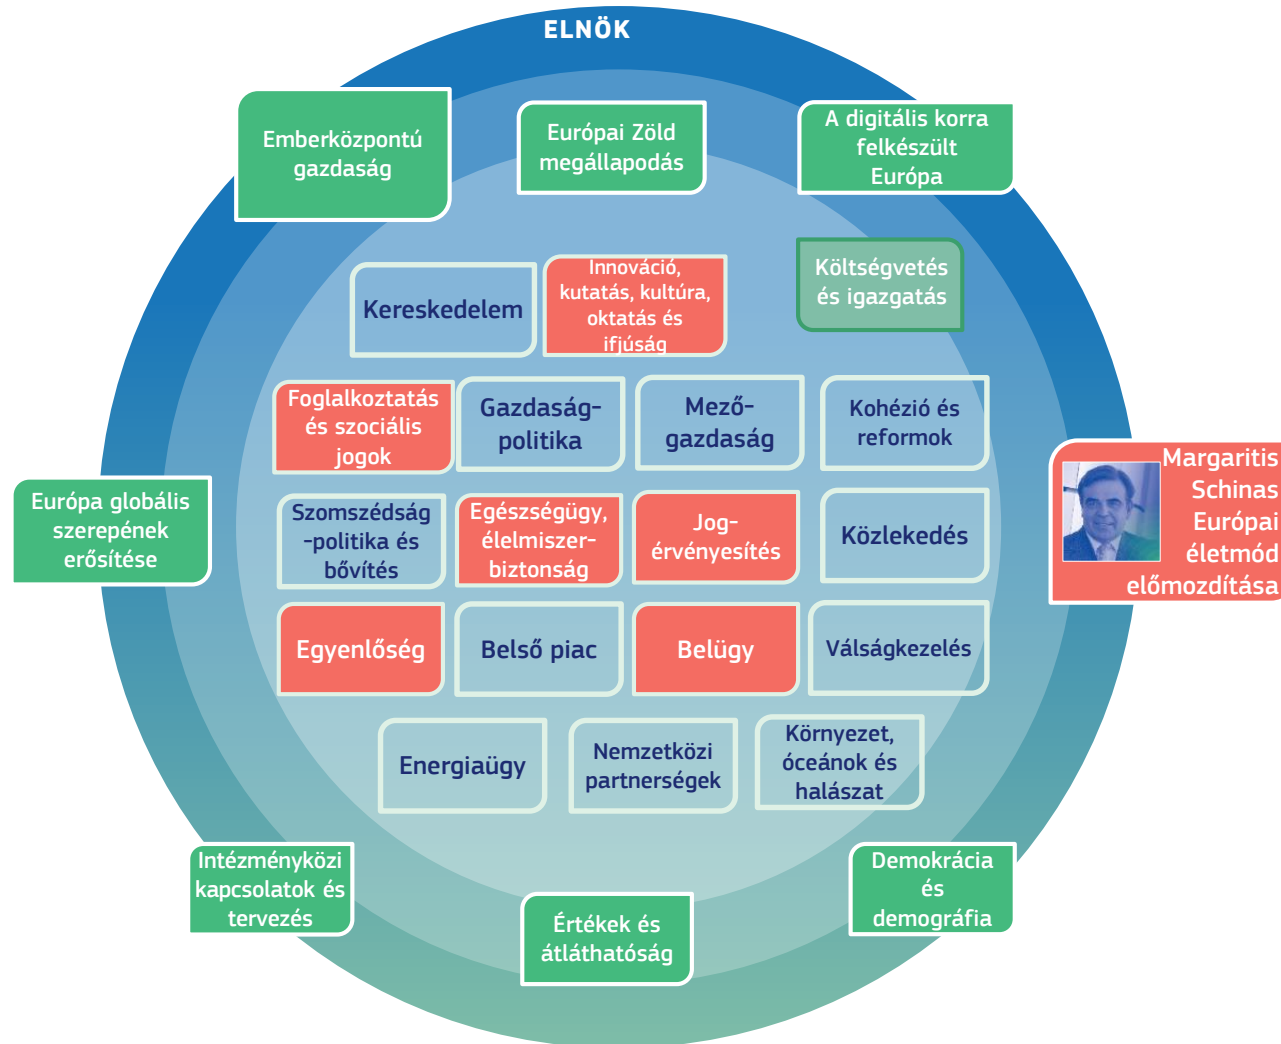 ELNÖK
Emberközpontú
gazdaság
Európai Zöld
megállapodás
A digitális korra
felkészült
Európa
Kereskedelem
Innováció,
kutatás, kultúra,
oktatás és
ifjúság
Költségvetés
és igazgatás
Foglalkoztatás
és szociális
jogok
Gazdaság-
politika
Mező-
gazdaság
Kohézió és
reformok
Európa globális
szerepének
erősítése
Szomszédság
-politika és
bővítés
Egészségügy,
élelmiszer-
biztonság
Jog-
érvényesítés
Közlekedés
Margaritis
Schinas
Európai
életmód
előmozdítása
Egyenlőség
Belső piac
Belügy
Válságkezelés
Energiaügy
Nemzetközi
partnerségek
Környezet,
óceánok és
halászat
Intézményközi
kapcsolatok és
tervezés
Értékek és
átláthatóság
Demokrácia
és
demográfia